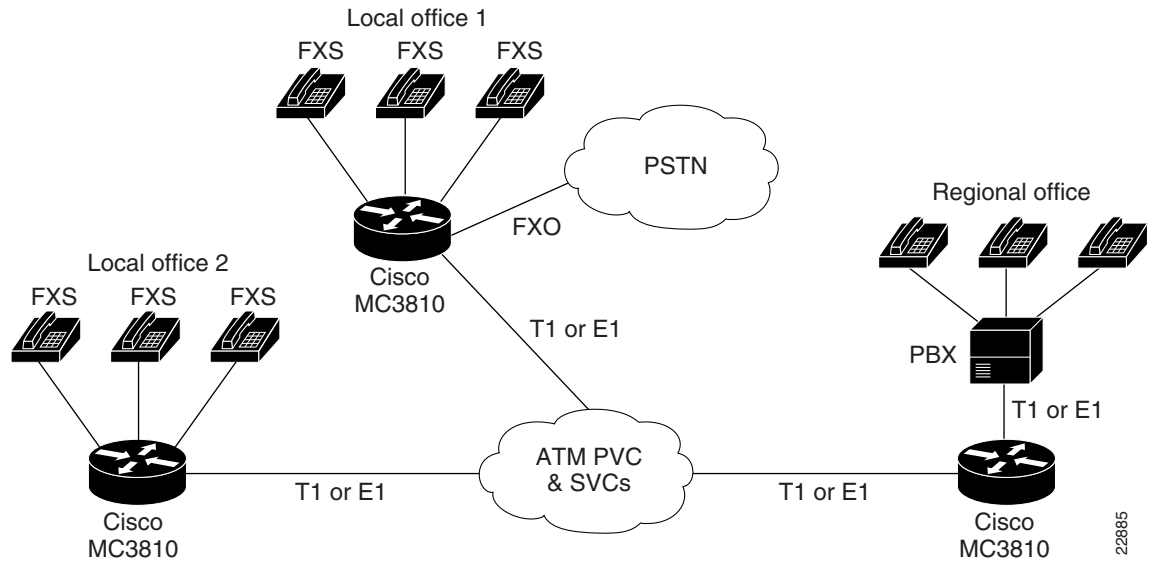 Local office 1
FXS FXS FXS
PSTN
FXO
Cisco
MC3810
T1 or E1
Local office 2
FXS FXS FXS
Cisco
MC3810
T1 or E1
ATM PVC
& SVCs
T1 or E1
Regional office
PBX
T1 or E1
Cisco
MC3810
22885